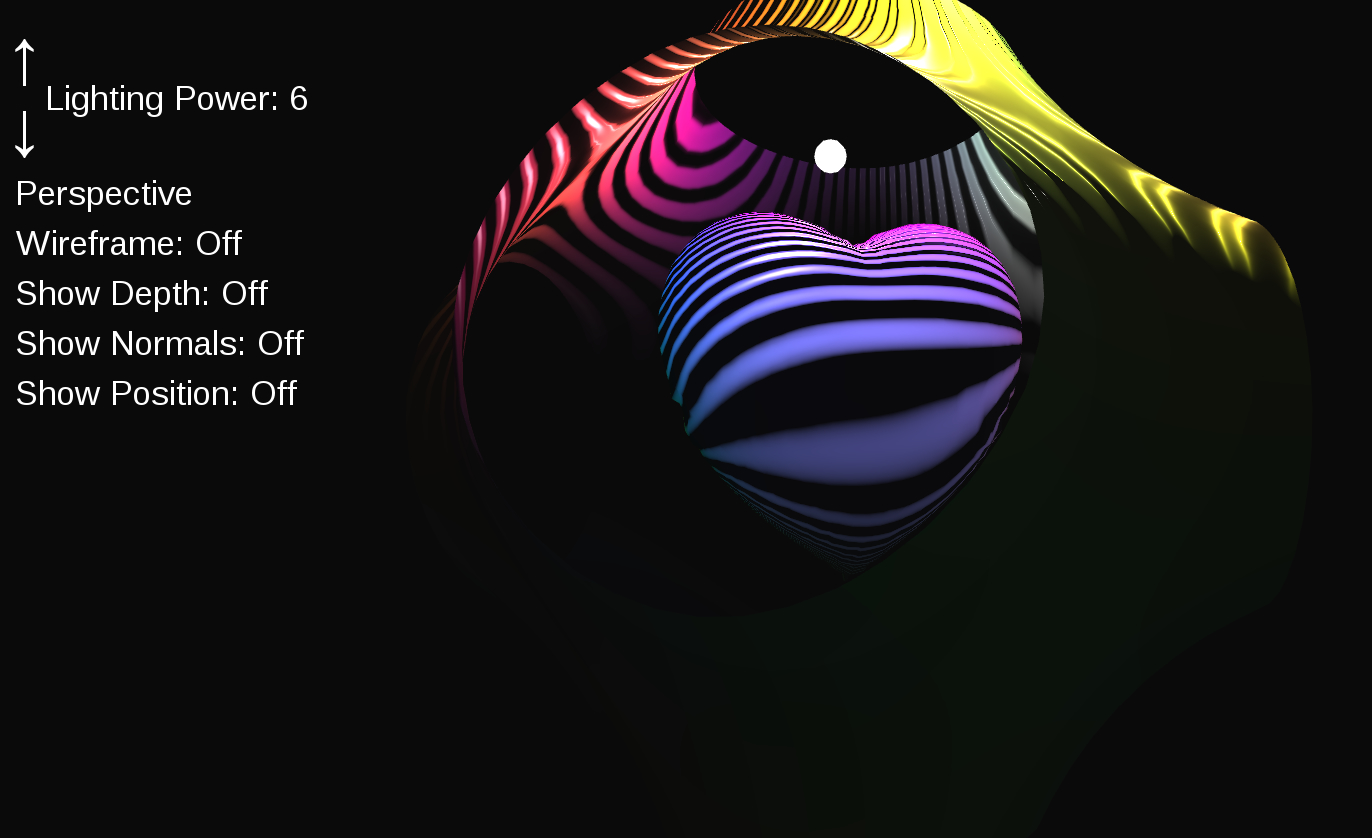 Lighting Power: 6
Perspective
Wireframe: Off
Show Depth: Off
Show Normals: Off
Show Position: Off